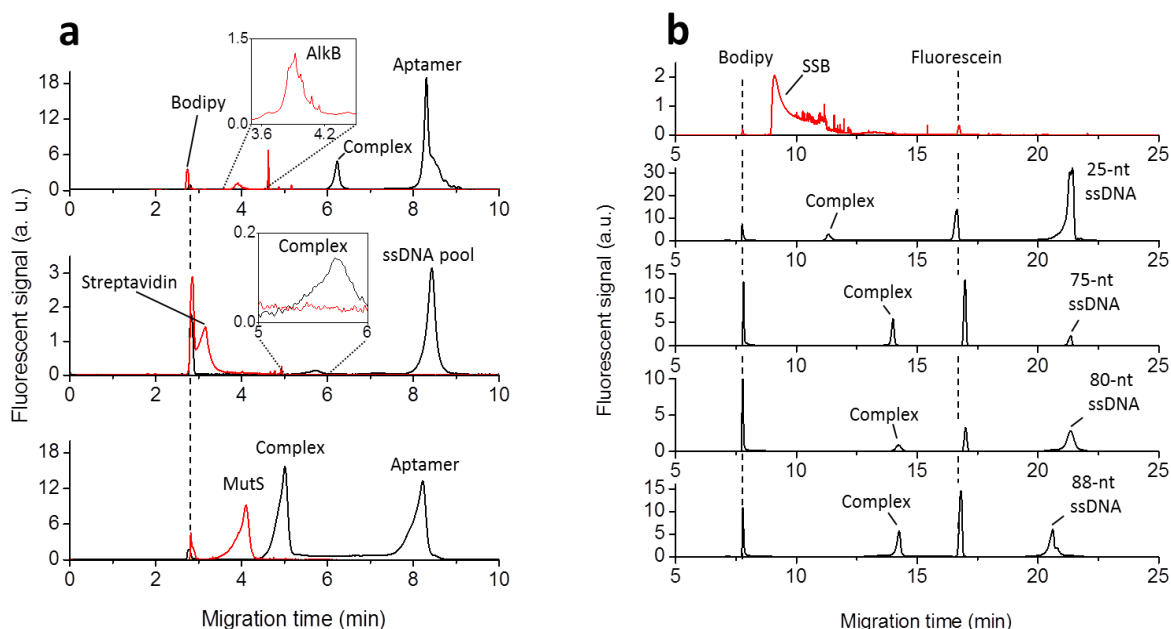 a
Fluorescent signal (a. u.)
18
12
6
0
0 2 4 6 8 10
Bodipy
1.5
0.0
3.6 4.2
AlkB
Complex
Aptamer
3
2
1
0
0 2 4 6 8 10
Streptavidin
0.2
0.0
5 6
Complex
ssDNA pool
18
12
6
0
0 2 4 6 8 10
MutS
Complex
Aptamer
Migration time (min)
b
Fluorescent signal (a.u.)
Bodipy
SSB
Fluorescein
2
1
0
5 10 15 20 25
25-nt
ssDNA
30
20
10
0
Complex
5 10 15 20 25
75-nt
ssDNA
15
10
5
0
Complex
5 10 15 20 25
80-nt
ssDNA
10
5
0
Complex
5 10 15 20 25
88-nt
ssDNA
15
10
5
0
Complex
5 10 15 20 25
Migration time (min)